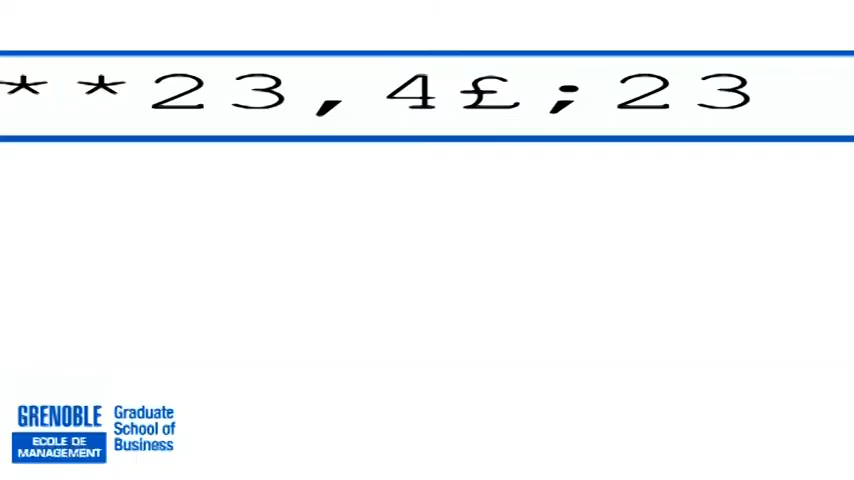 **23,4£;23
GRENOBLE
ECOLE DE
MANAGEMENT
Graduate
School of
Business